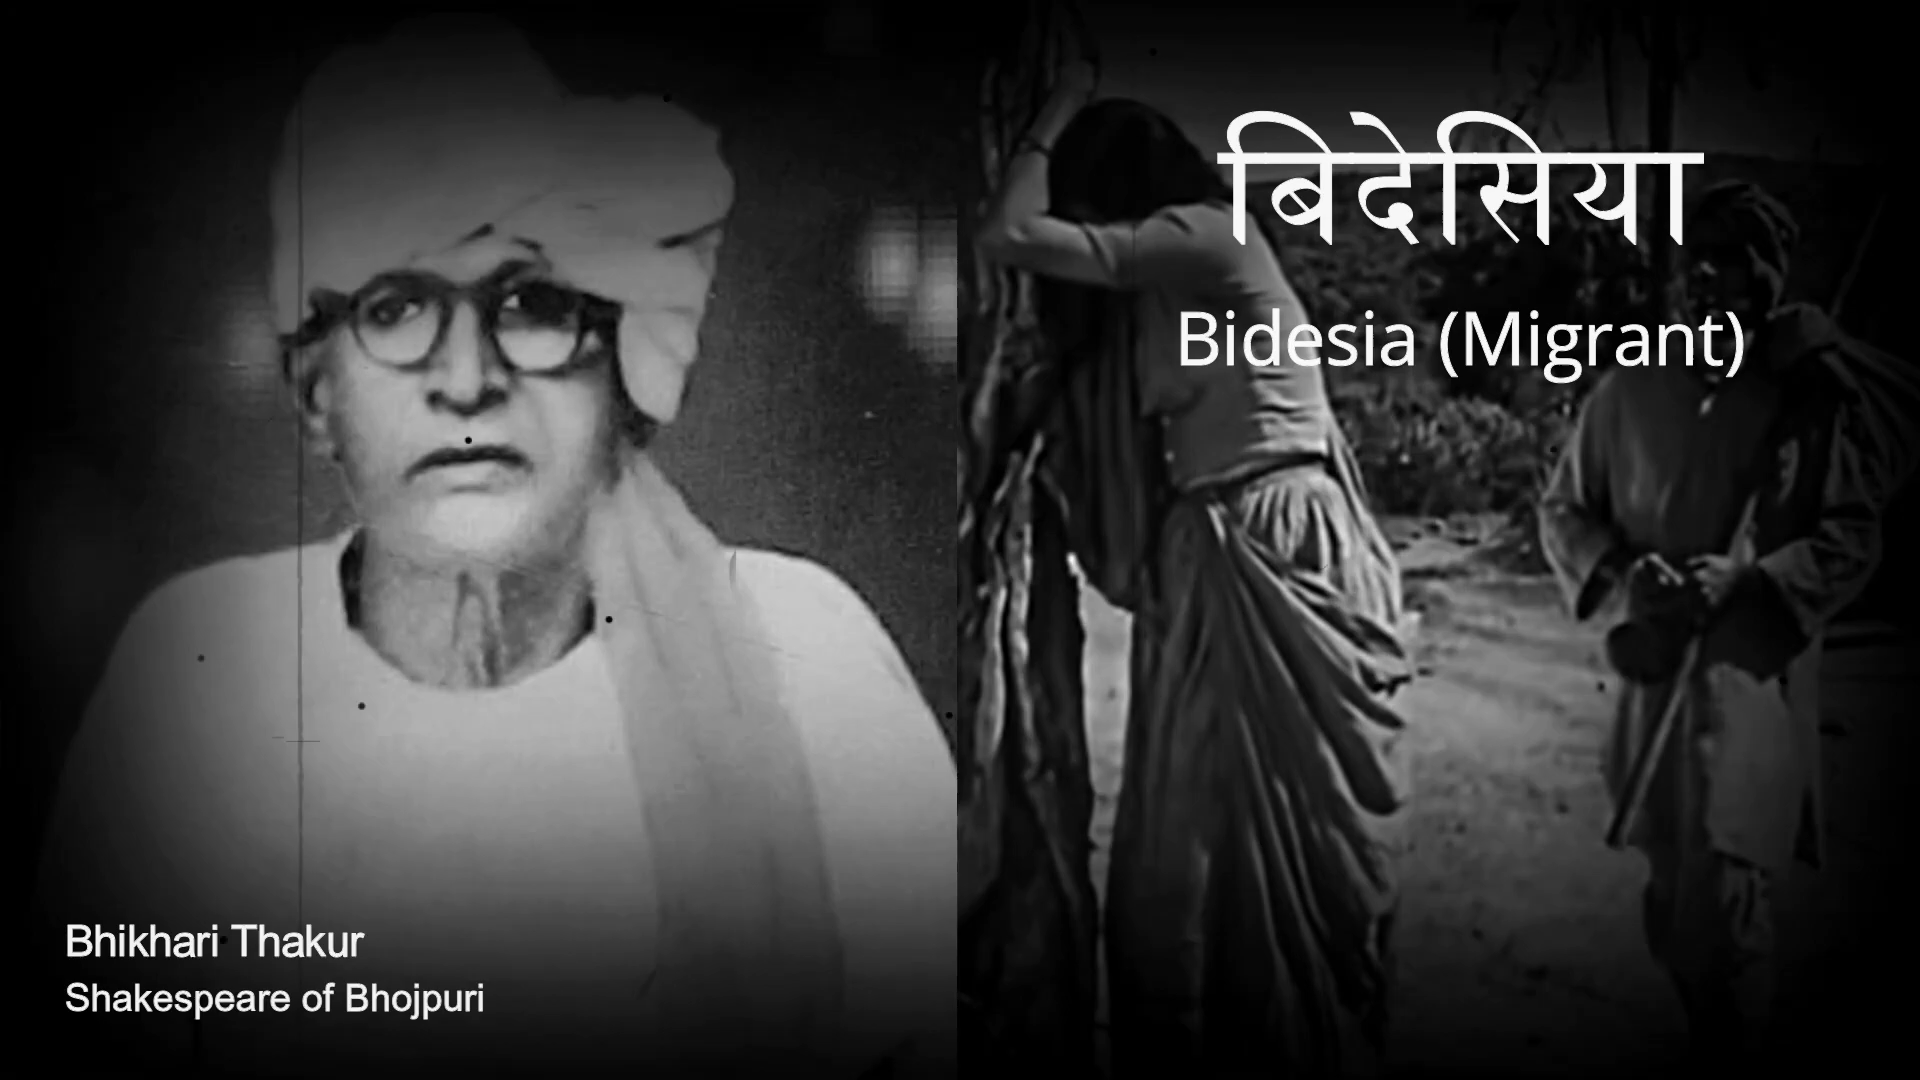 बिदेसिया
Bidesia (Migrant)
Bhikhari Thakur
Shakespeare of Bhojpuri